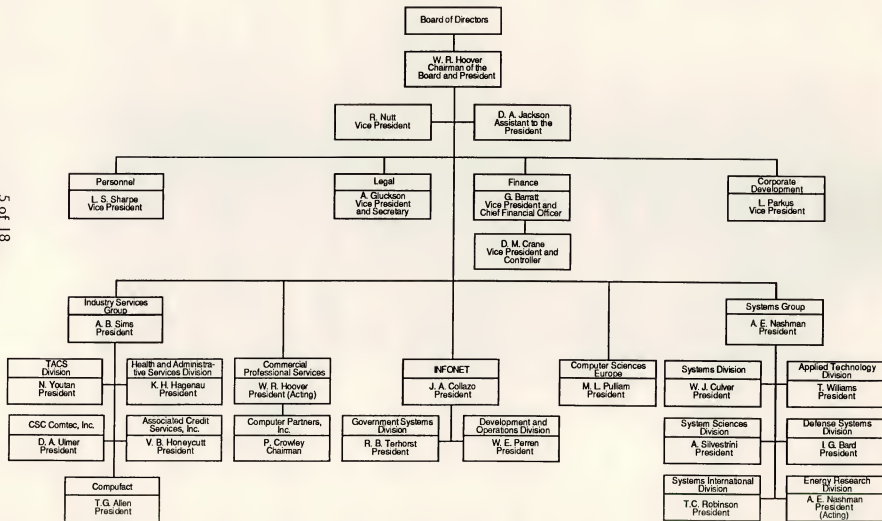 Board of Directors
W. R. Hoover
Chairman of the
Board and President
R. Nutt
Vice President
D. A. Jackson
Assistant to the
President
Personnel
L. S. Sharpe
Vice President
Legal
A. Gluckson
Vice President
and Secretary
Finance
G. Barratt
Vice President and
Chief Financial Officer
Corporate
Development
L. Parkus
Vice President
D. M. Crane
Vice President and
Controller
5 of 18
Industry Services
Group
A. B. Sims
President
Systems Group
A. E. Nashman
President
TACS
Division
N. Youtan
President
Health and Administra-
tive Services Division
K. H. Hagenau
President
Commercial
Professional Services
W. R. Hoover
President (Acting)
INFONET
J. A. Collazo
President
Computer Sciences
Europe
M. L. Pulliam
President
Systems Division
W. J. Culver
President
Applied Technology
Division
T. Wiliams
President
CSC Comtec, Inc.
D. A. Ulmer
President
Associated Credit
Services, Inc.
V. B. Honeycutt
President
Computer Partners,
Inc.
P. Crowley
Chairman
Government Systems
Division
R. B. Terhorst
President
Development and
Operations Division
W. E. Perren
President
System Sciences
Division
A. Silvestrini
President
Defense Systems
Division
I. G. Bard
President
Compufact
T.G. Allen
President
Systems International
Division
T.C. Robinson
President
Energy Research
Division
A. E. Nashman
President
(Acting)